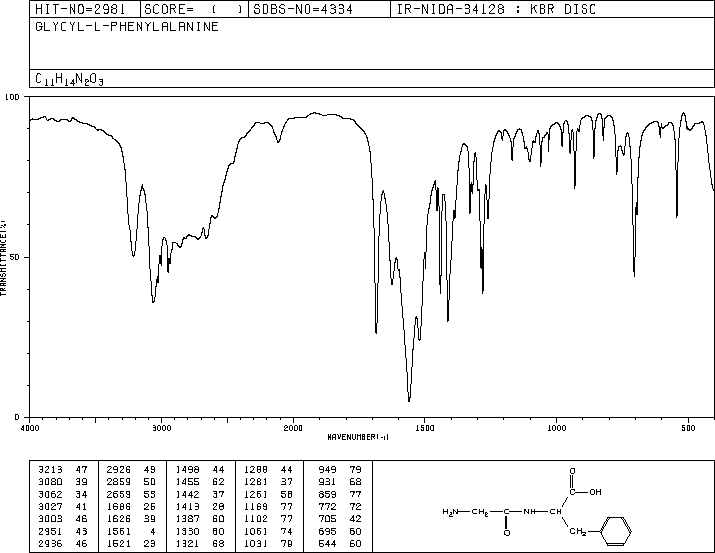 HIT-NO=2981 SCORE= ( ) SDBS-NO=4334 IR-NIDA-34128 : KBR DISC
GLYCYL-L-PHENYLALANINE
C11H14N2O3
100
50
0
TRANSMITTANCE(%)
4000 3000 2000 1500 1000 500
WAVENUMBER(-1)
3213 47 2926 49 1498 44 1288 44 949 79
3080 39 2859 50 1455 62 1281 37 931 68
3062 34 2659 53 1442 37 1261 58 859 77
3027 41 1686 25 1413 28 1169 77 772 72
3003 46 1626 39 1387 60 1102 77 705 42
2951 43 1561 4 1330 60 1061 74 695 60
2936 46 1521 23 1321 68 1031 79 544 60
O
OH
H2N CH2 C NH CH
O CH2